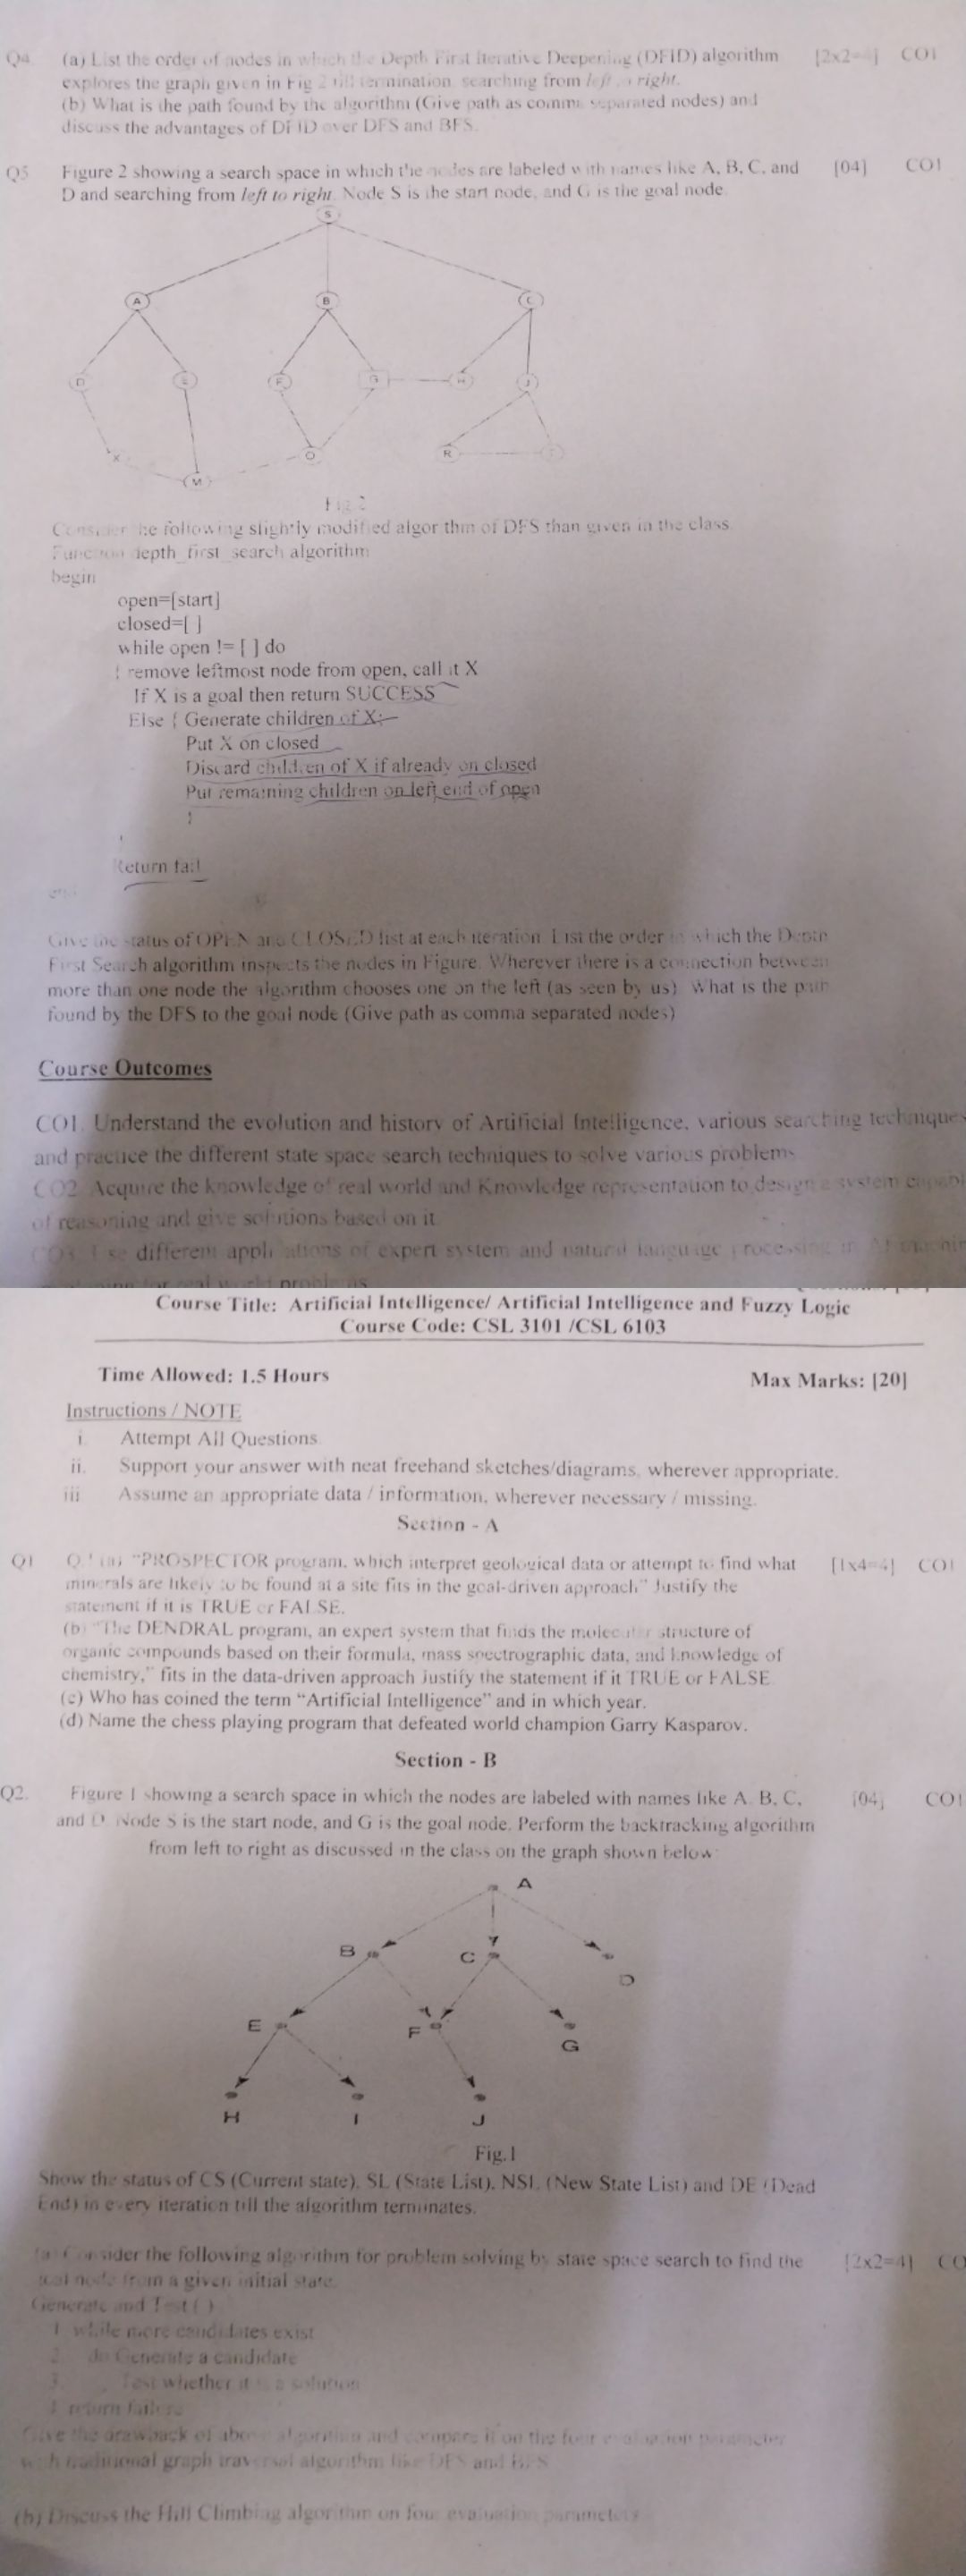 Q4 (a) List the order of nodes in which the Depth First Iterative Deepening (DFID) algorithm [2x2=4] CO1
explores the graph given in Fig 2 till termination, searching from left to right.
(b) What is the path found by the algorithm (Give path as comma separated nodes) and
discuss the advantages of DFID over DFS and BFS.
Q5 Figure 2 showing a search space in which the nodes are labeled with names like A, B, C, and [04] CO1
D and searching from left to right. Node S is the start node, and G is the goal node.
S
A B C
D E F G H J
X M O R
Fig 2
Consider the following slightly modified algorithm of DFS than given in the class
Function depth_first_search algorithm
begin
open=[start]
closed=[ ]
while open != [ ] do
{ remove leftmost node from open, call it X
If X is a goal then return SUCCESS
Else { Generate children of X;
Put X on closed
Discard children of X if already on closed
Put remaining children on left end of open
}
}
Return fail
end
Give the status of OPEN and CLOSED list at each iteration. List the order in which the Depth
First Search algorithm inspects the nodes in Figure. Wherever there is a connection between
more than one node the algorithm chooses one on the left (as seen by us) What is the path
found by the DFS to the goal node (Give path as comma separated nodes)
Course Outcomes
CO1. Understand the evolution and history of Artificial Intelligence, various searching techniques
and practice the different state space search techniques to solve various problems
CO2 Acquire the knowledge of real world and Knowledge representation to design a system capabl
of reasoning and give solutions based on it
CO3. Use different applications of expert system and natural language processing in
for real world problems
Course Title: Artificial Intelligence/ Artificial Intelligence and Fuzzy Logic
Course Code: CSL 3101 /CSL 6103
Time Allowed: 1.5 Hours Max Marks: [20]
Instructions / NOTE
i. Attempt All Questions.
ii. Support your answer with neat freehand sketches/diagrams, wherever appropriate.
iii Assume an appropriate data / information, wherever necessary / missing.
Section - A
Q1 Q.1 (a) "PROSPECTOR program, which interpret geological data or attempt to find what [1x4=4] CO1
minerals are likely to be found at a site fits in the goal-driven approach" Justify the
statement if it is TRUE or FALSE.
(b) "The DENDRAL program, an expert system that finds the molecular structure of
organic compounds based on their formula, mass spectrographic data, and knowledge of
chemistry," fits in the data-driven approach Justify the statement if it TRUE or FALSE
(c) Who has coined the term "Artificial Intelligence" and in which year.
(d) Name the chess playing program that defeated world champion Garry Kasparov.
Section - B
Q2. Figure 1 showing a search space in which the nodes are labeled with names like A, B, C, [04] CO1
and D. Node S is the start node, and G is the goal node. Perform the backtracking algorithm
from left to right as discussed in the class on the graph shown below:
A
B C D
E F G
H I J
Fig.1
Show the status of CS (Current state), SL (State List), NSL (New State List) and DE (Dead
End) in every iteration till the algorithm terminates.
(a) Consider the following algorithm for problem solving by state space search to find the [2x2=4] CO
goal node from a given initial state.
Generate and Test ( )
1 while more candidates exist
2. do Generate a candidate
3. Test whether it is a solution
4 return failure
Give the drawback of above algorithm and compare it on the four evaluation parameter
with traditional graph traversal algorithm like DFS and BFS
(b) Discuss the Hill Climbing algorithm on four evaluation parameters